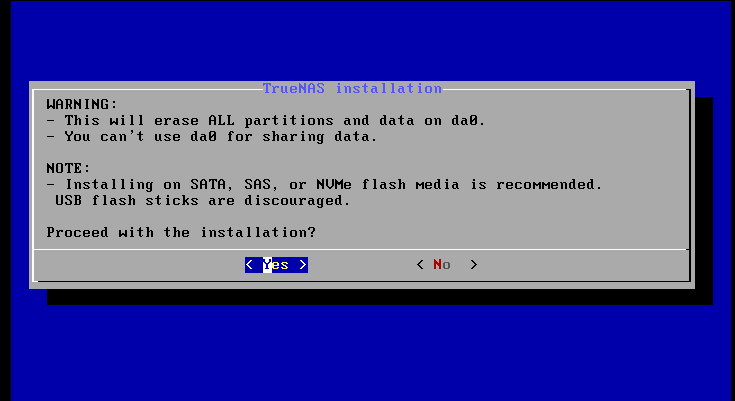 TrueNAS installation
WARNING:
- This will erase ALL partitions and data on da0.
- You can't use da0 for sharing data.
NOTE:
- Installing on SATA, SAS, or NVMe flash media is recommended.
USB flash sticks are discouraged.
Proceed with the installation?
< Yes > < No >